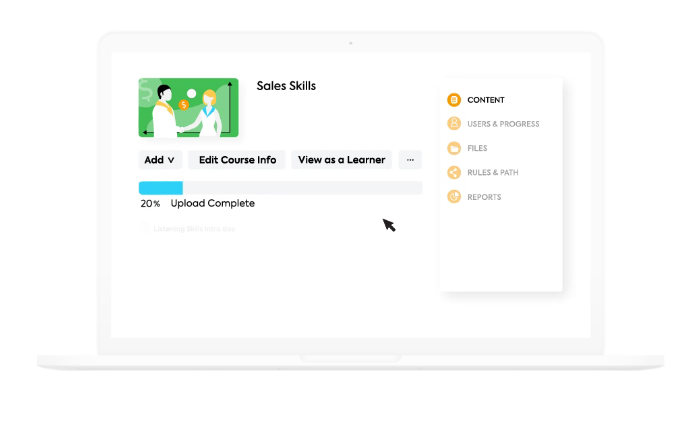 Sales Skills
Add
Edit Course Info
View as a Learner
...
20% Upload Complete
CONTENT
USERS & PROGRESS
FILES
RULES & PATH
REPORTS